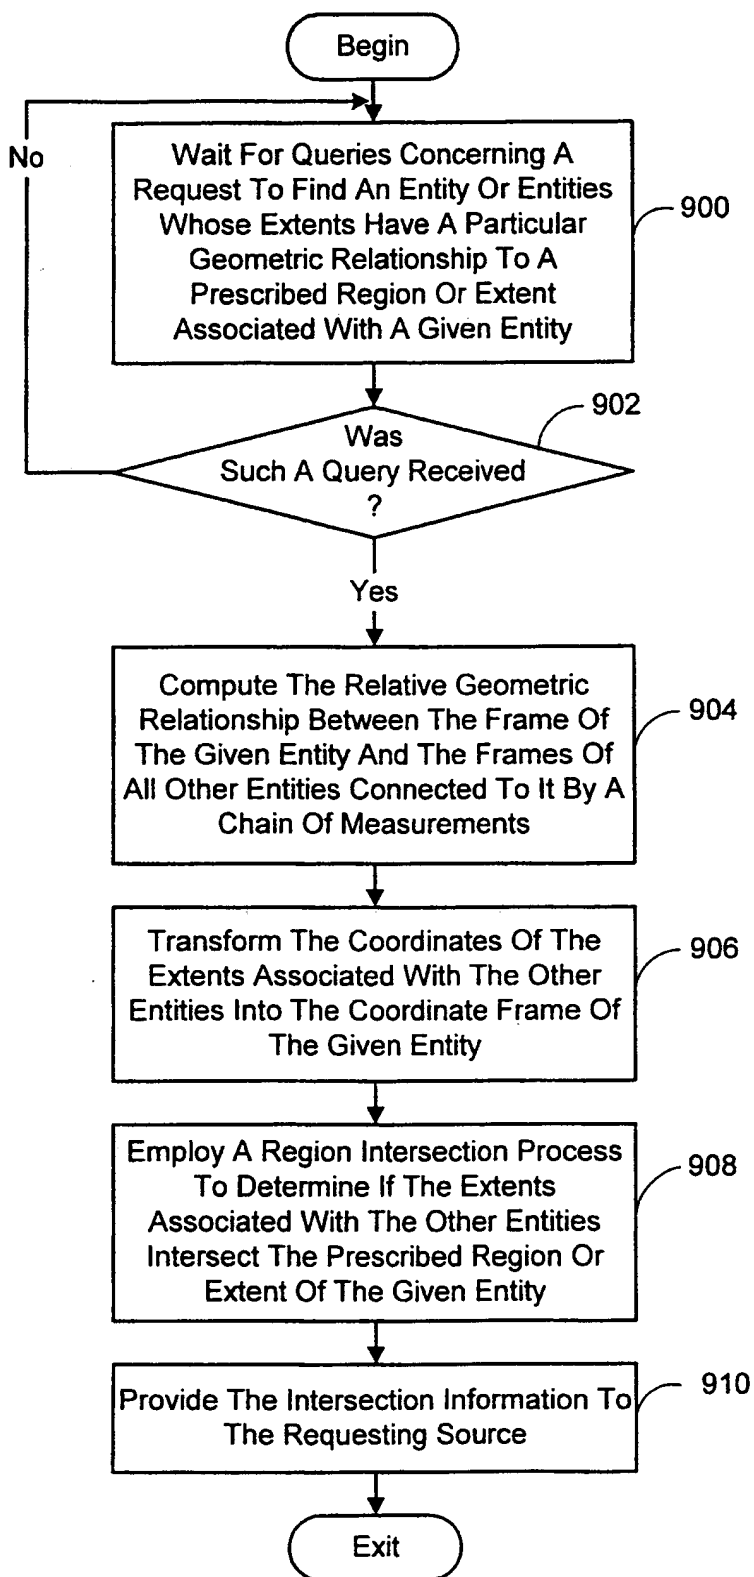 Begin
No
Wait For Queries Concerning A
Request To Find An Entity Or Entities
Whose Extents Have A Particular
Geometric Relationship To A
Prescribed Region Or Extent
Associated With A Given Entity
900
902
Was
Such A Query Received
?
Yes
Compute The Relative Geometric
Relationship Between The Frame Of
The Given Entity And The Frames Of
All Other Entities Connected To It By A
Chain Of Measurements
904
Transform The Coordinates Of The
Extents Associated With The Other
Entities Into The Coordinate Frame Of
The Given Entity
906
Employ A Region Intersection Process
To Determine If The Extents
Associated With The Other Entities
Intersect The Prescribed Region Or
Extent Of The Given Entity
908
Provide The Intersection Information To
The Requesting Source
910
Exit